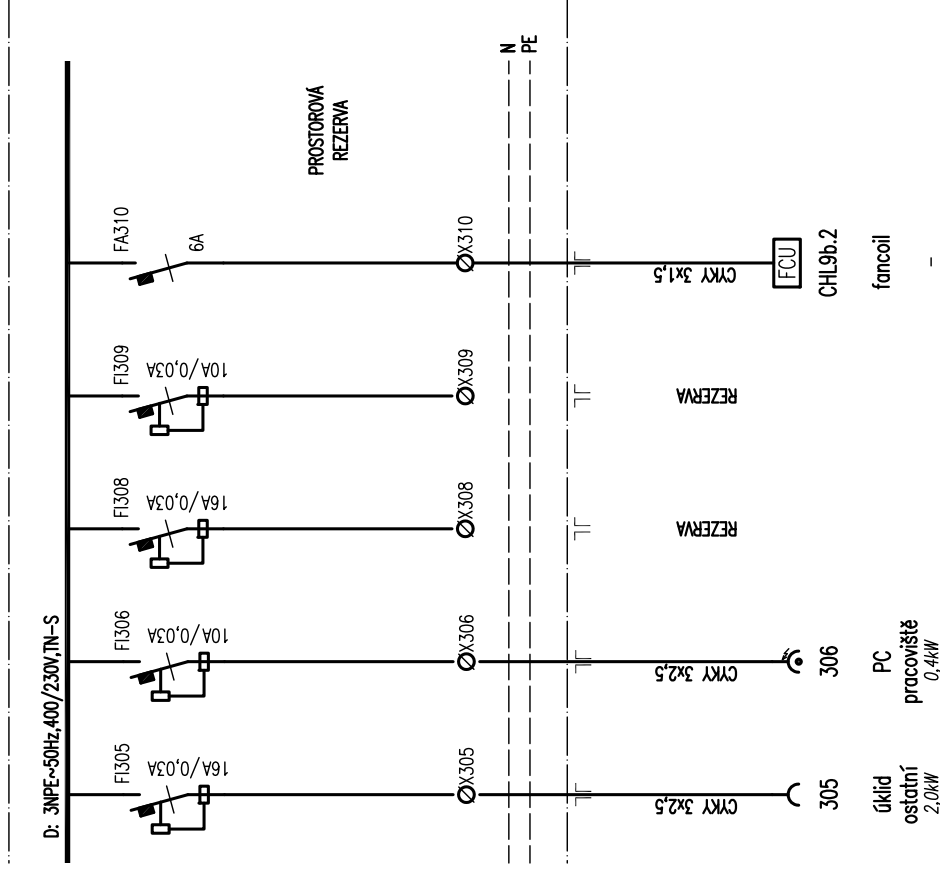 D: 3NPE~50Hz,400/230V,TN-S
FI305
16A/0,03A
X305
CYKY 3x2,5
305
úklid
ostatní
2,0kW
FI306
10A/0,03A
X306
CYKY 3x2,5
306
PC
pracoviště
0,4kW
FI308
16A/0,03A
X308
REZERVA
FI309
10A/0,03A
X309
REZERVA
FA310
6A
X310
CYKY 3x1,5
FCU
CHL9b.2
fancoil
-
PROSTOROVÁ
REZERVA
N
PE